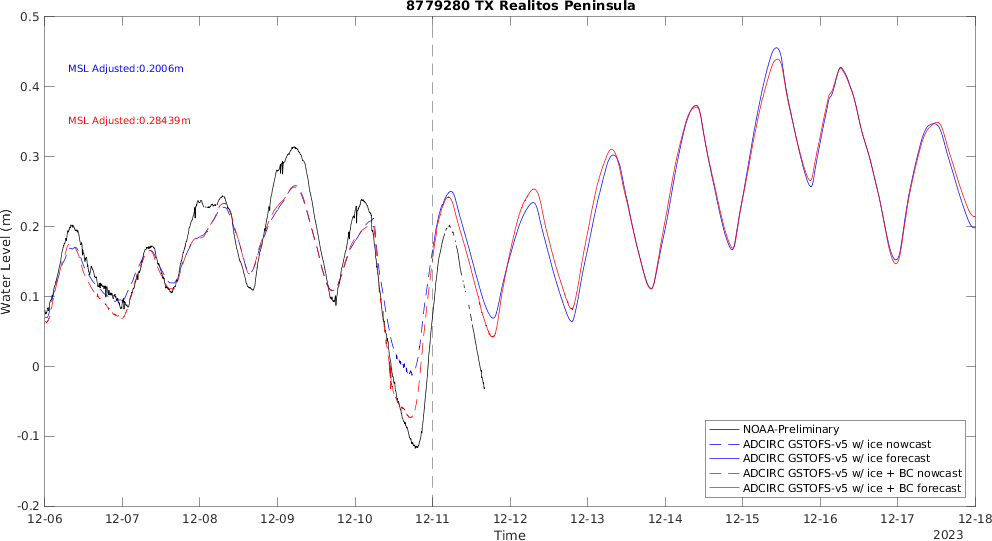 8779280 TX Realitos Peninsula
MSL Adjusted:0.2006m
MSL Adjusted:0.28439m
Water Level (m)
0.5
0.4
0.3
0.2
0.1
0
-0.1
-0.2
NOAA-Preliminary
ADCIRC GSTOFS-v5 w/ ice nowcast
ADCIRC GSTOFS-v5 w/ ice forecast
ADCIRC GSTOFS-v5 w/ ice + BC nowcast
ADCIRC GSTOFS-v5 w/ ice + BC forecast
12-06 12-07 12-08 12-09 12-10 12-11 12-12 12-13 12-14 12-15 12-16 12-17 12-18
Time
2023